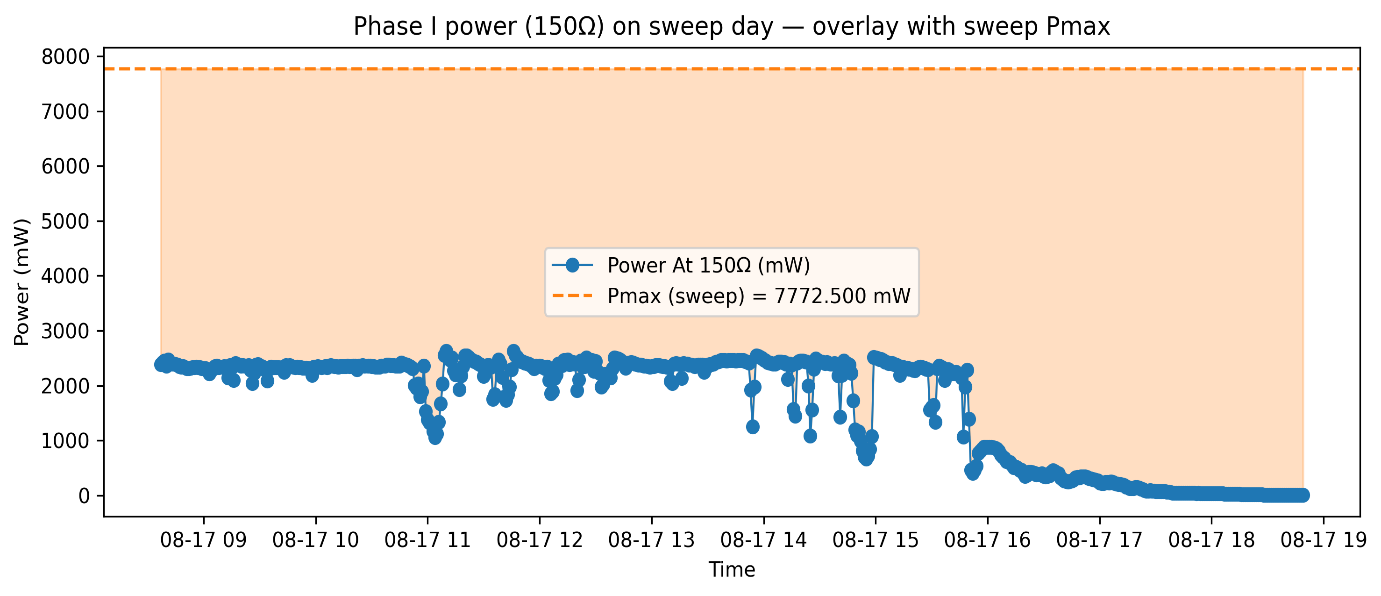 Phase I power (150Ω) on sweep day — overlay with sweep Pmax
Power (mW)
8000
7000
6000
5000
4000
3000
2000
1000
0
Power At 150Ω (mW)
Pmax (sweep) = 7772.500 mW
08-17 09 08-17 10 08-17 11 08-17 12 08-17 13 08-17 14 08-17 15 08-17 16 08-17 17 08-17 18 08-17 19
Time